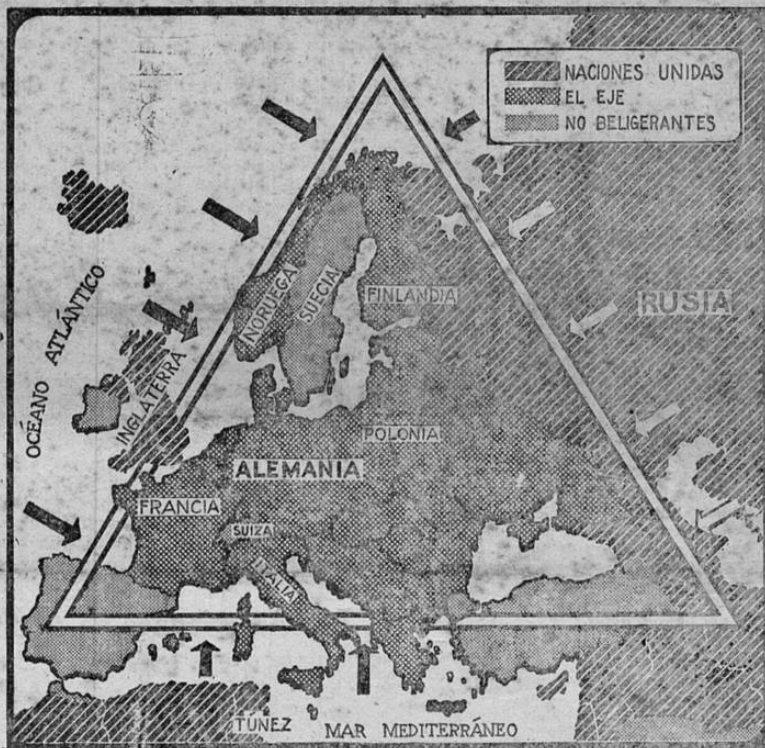 NACIONES UNIDAS
EL EJE
NO BELIGERANTES
OCÉANO ATLÁNTICO
NORUEGA
SUECIA
FINLANDIA
RUSIA
INGLATERRA
POLONIA
ALEMANIA
FRANCIA
SUIZA
ITALIA
TÚNEZ
MAR MEDITERRÁNEO